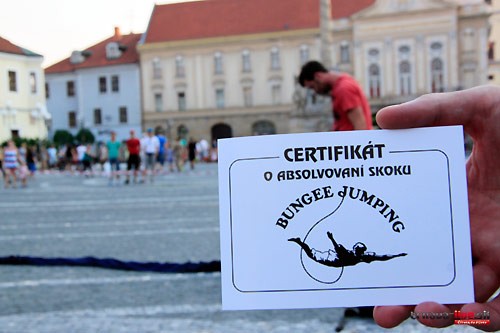 CERTIFIKÁT
O ABSOLVOVANÍ SKOKU
BUNGEE JUMPING